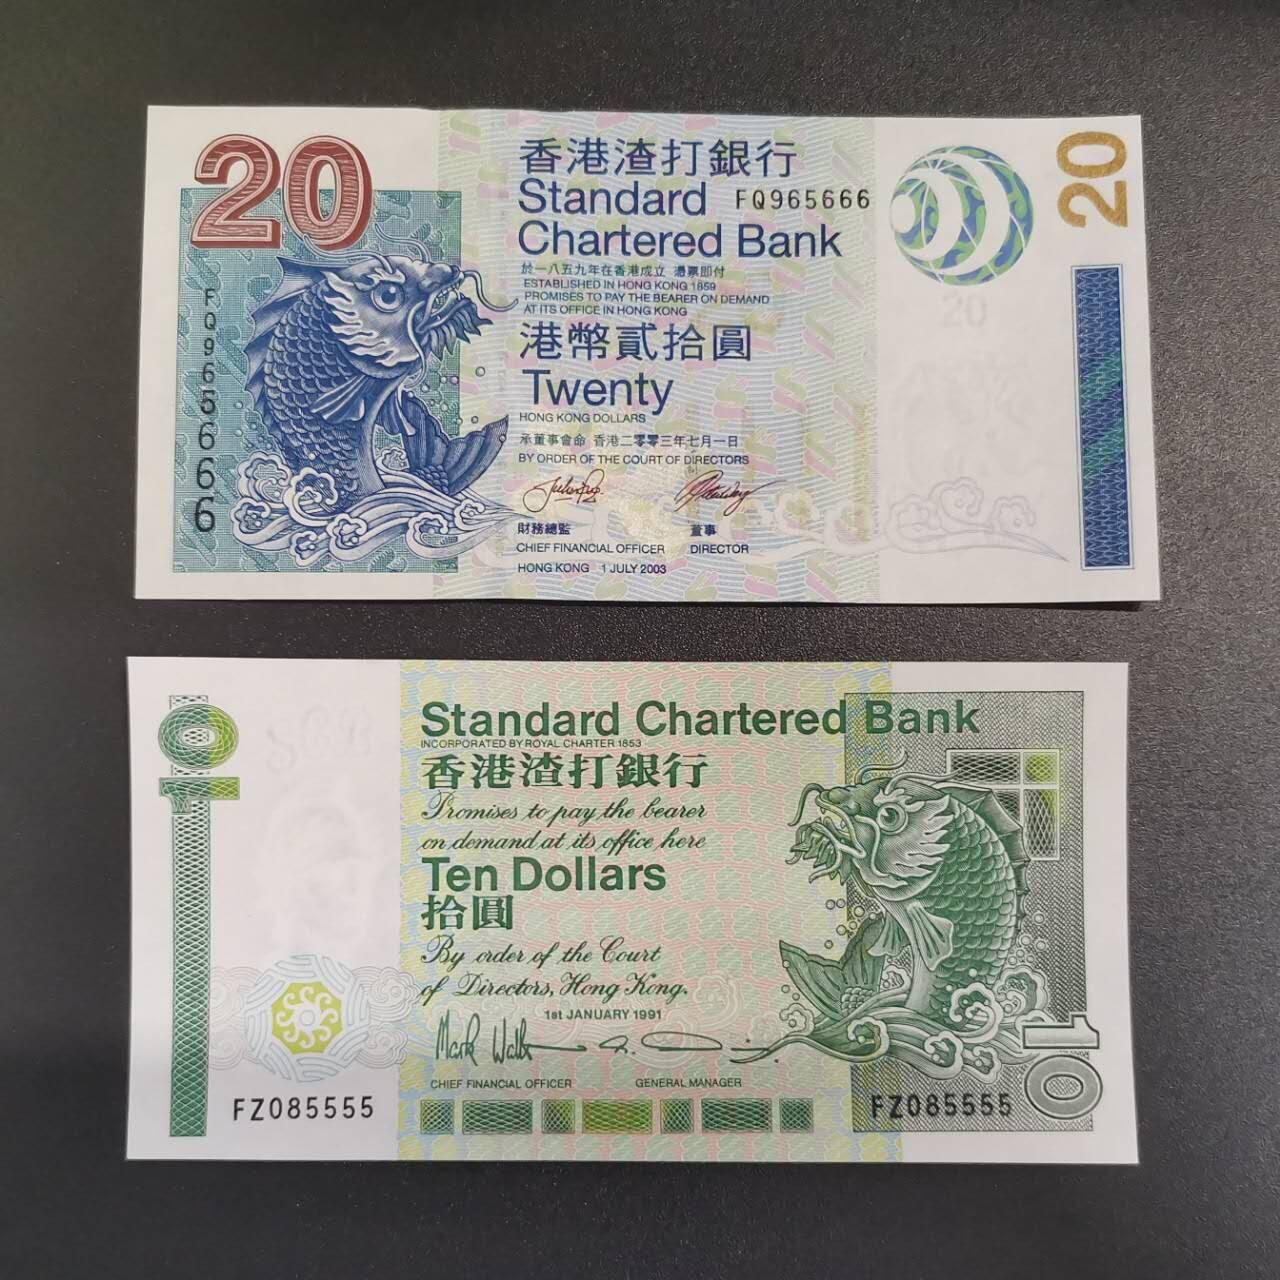 20
香港渣打銀行
Standard
FQ965666
Chartered Bank
20
於一八五九年在香港成立 憑票即付
ESTABLISHED IN HONG KONG 1859
PROMISES TO PAY THE BEARER ON DEMAND
AT ITS OFFICE IN HONG KONG
20
FQ965666
港幣貳拾圓
Twenty
HONG KONG DOLLARS
承董事會命 香港二零零三年七月一日
BY ORDER OF THE COURT OF DIRECTORS
財務總監 董事
CHIEF FINANCIAL OFFICER DIRECTOR
HONG KONG 1 JULY 2003
10
Standard Chartered Bank
INCORPORATED BY ROYAL CHARTER 1853
香港渣打銀行
Promises to pay the bearer
on demand at its office here
Ten Dollars
拾圓
By order of the Court
of Directors, Hong Kong.
1st JANUARY 1991
CHIEF FINANCIAL OFFICER GENERAL MANAGER
FZ085555
FZ085555
10